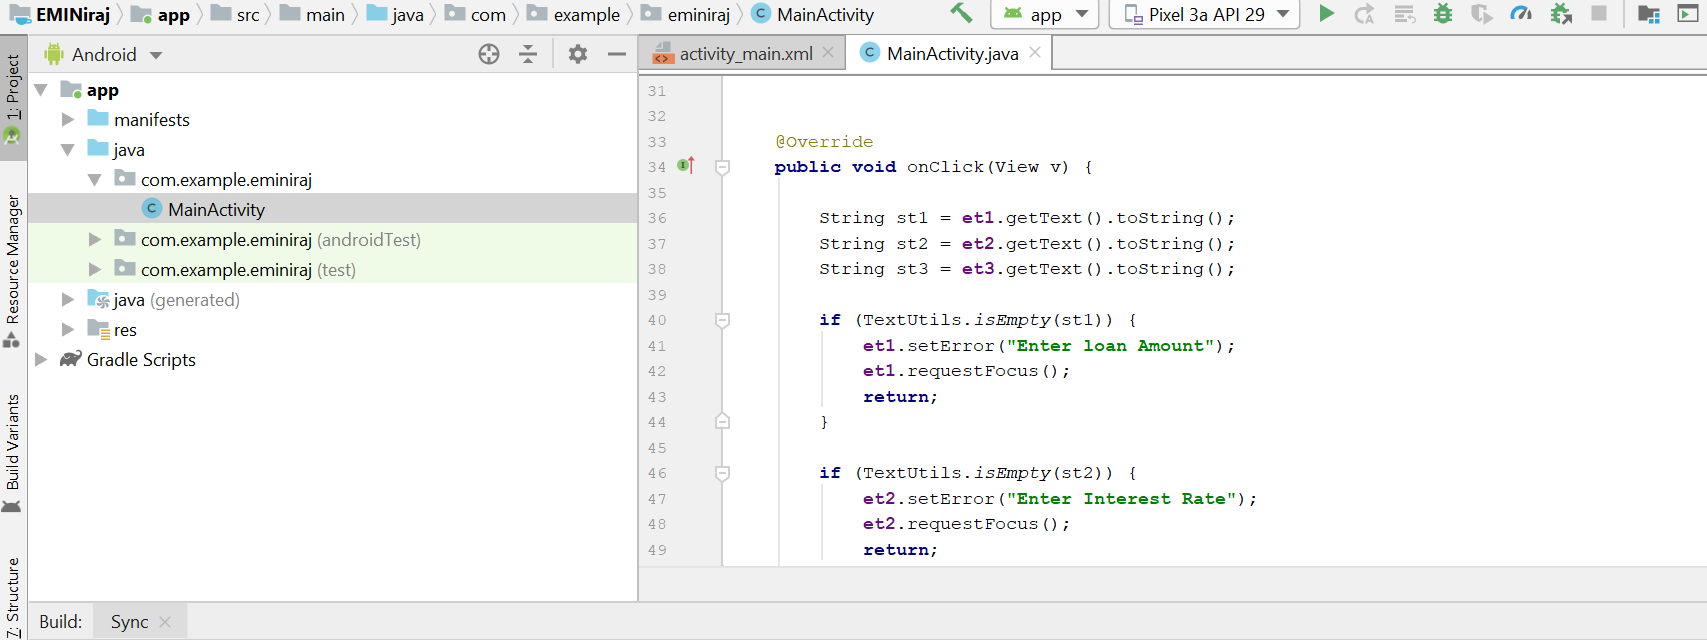 EMINiraj app src main java com example eminiraj C MainActivity app Pixel 3a API 29
1: Project
Resource Manager
Build Variants
7: Structure
Android
app
manifests
java
com.example.eminiraj
C MainActivity
com.example.eminiraj (androidTest)
com.example.eminiraj (test)
java (generated)
res
Gradle Scripts
activity_main.xml C MainActivity.java
31
32
33 @Override
34 public void onClick(View v) {
35
36 String st1 = et1.getText().toString();
37 String st2 = et2.getText().toString();
38 String st3 = et3.getText().toString();
39
40 if (TextUtils.isEmpty(st1)) {
41 et1.setError("Enter loan Amount");
42 et1.requestFocus();
43 return;
44 }
45
46 if (TextUtils.isEmpty(st2)) {
47 et2.setError("Enter Interest Rate");
48 et2.requestFocus();
49 return;
Build: Sync